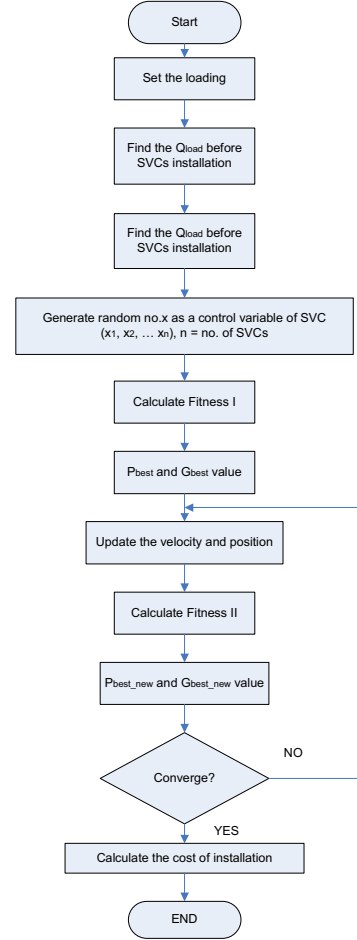 Start
Set the loading
Find the Qload before
SVCs installation
Find the Qload before
SVCs installation
Generate random no.x as a control variable of SVC
(x1, x2, … xn), n = no. of SVCs
Calculate Fitness I
Pbest and Gbest value
Update the velocity and position
Calculate Fitness II
Pbest_new and Gbest_new value
Converge?
NO
YES
Calculate the cost of installation
END